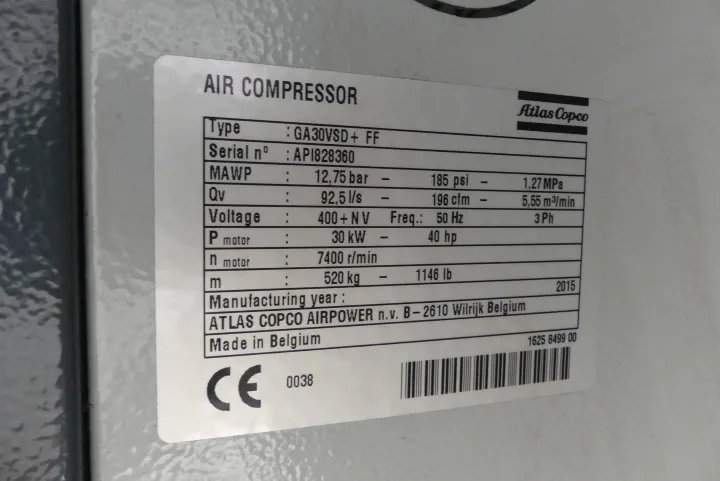 AIR COMPRESSOR
Atlas Copco
Type : GA30VSD+ FF
Serial nº : API828360
MAWP : 12,75 bar – 185 psi – 1,27 MPa
Qv : 92,5 l/s – 196 cfm – 5,55 m³/min
Voltage : 400+N V Freq.: 50 Hz 3 Ph
P motor : 30 kW – 40 hp
n motor : 7400 r/min
m : 520 kg – 1146 lb
Manufacturing year : 2015
ATLAS COPCO AIRPOWER n.v. B–2610 Wilrijk Belgium
Made in Belgium 1625 8499 00
CE 0038